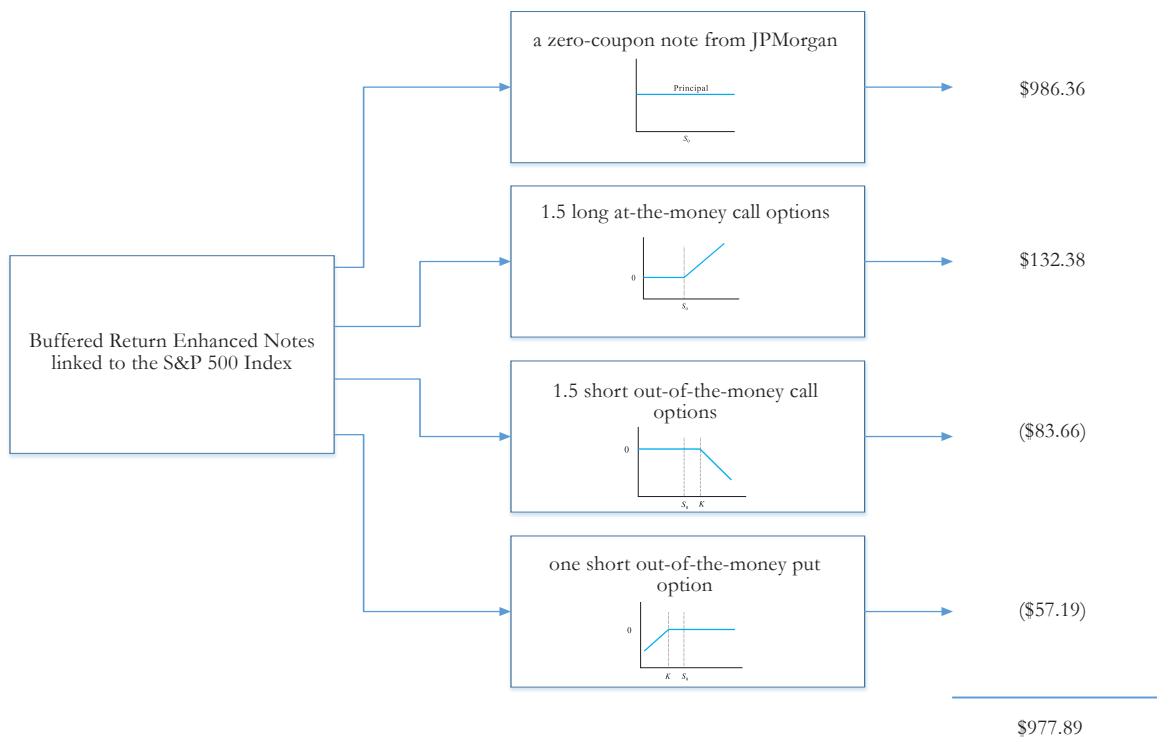 a zero-coupon note from JPMorgan
Principal
S₀
$986.36
1.5 long at-the-money call options
0
S₀
$132.38
Buffered Return Enhanced Notes
linked to the S&P 500 Index
1.5 short out-of-the-money call
options
0
S₀ K
($83.66)
one short out-of-the-money put
option
0
K S₀
($57.19)
$977.89